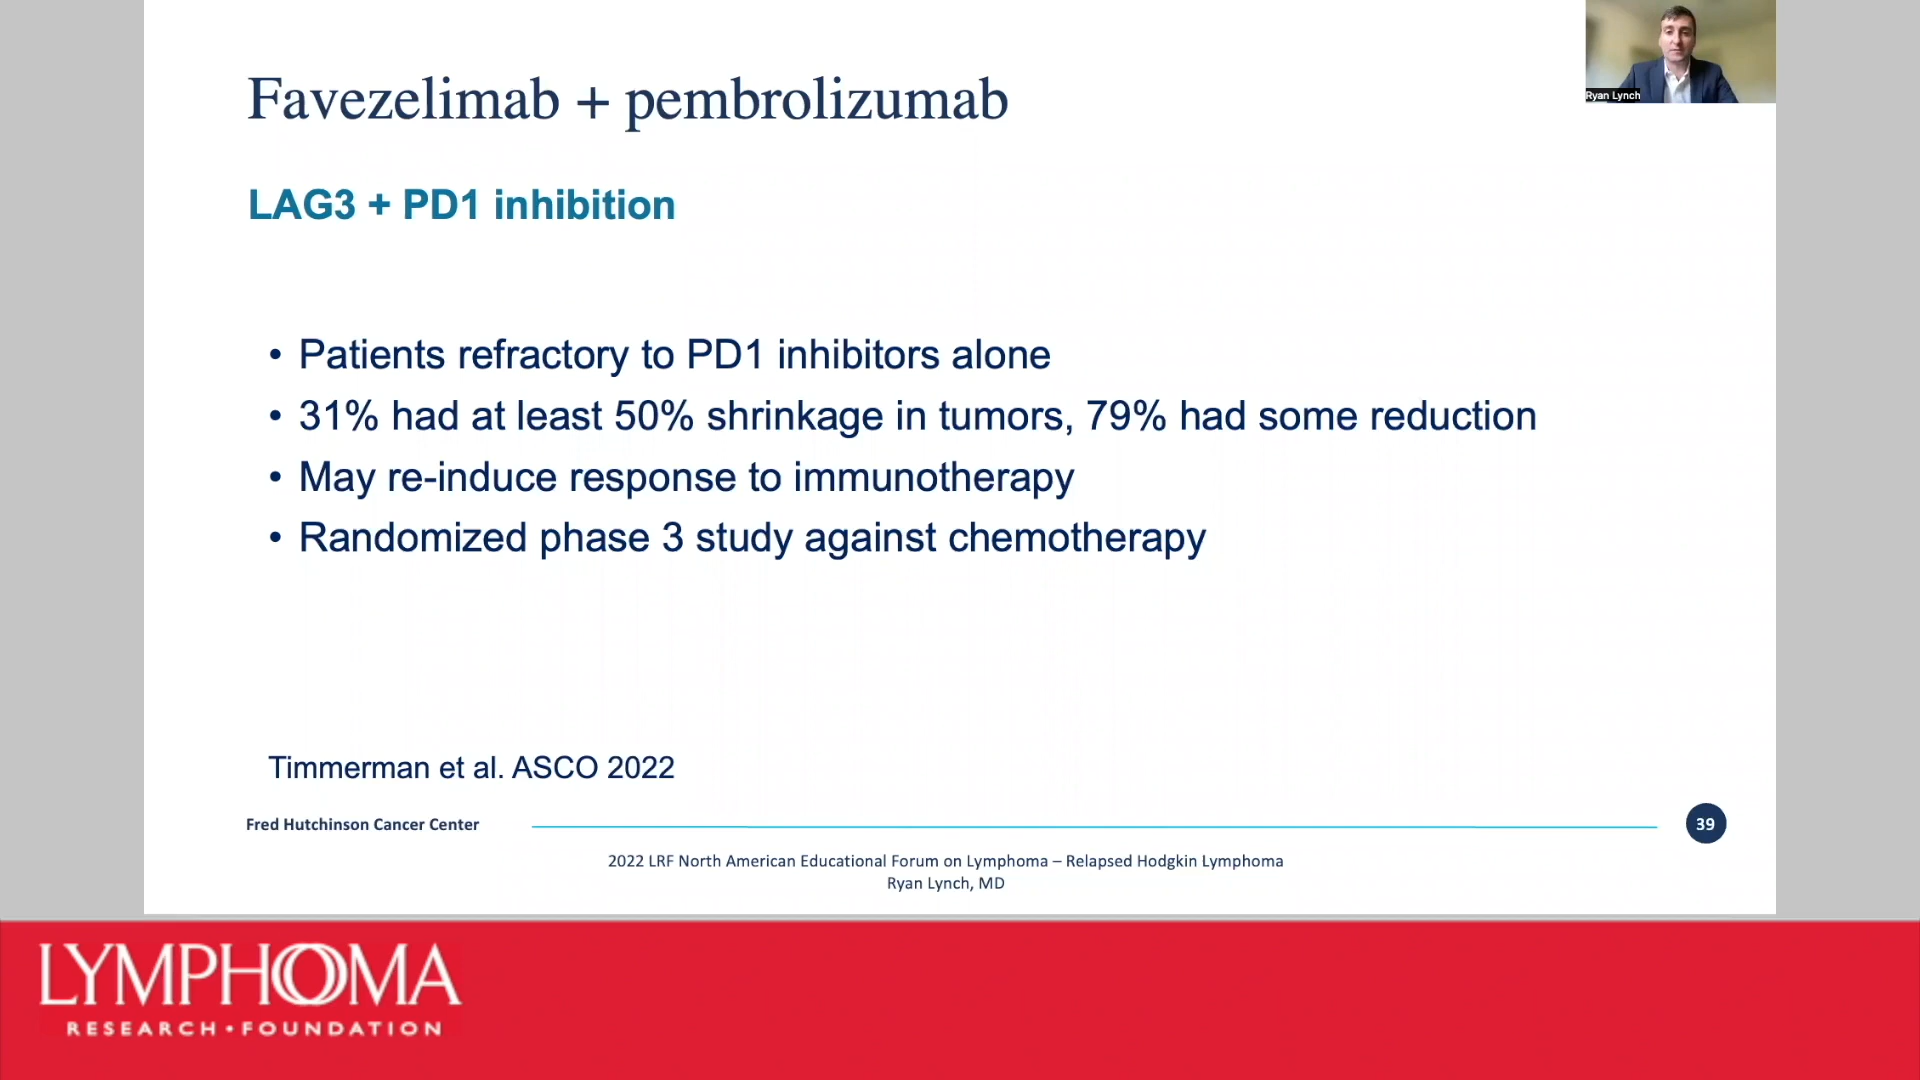 Ryan Lynch
Favezelimab + pembrolizumab
LAG3 + PD1 inhibition
• Patients refractory to PD1 inhibitors alone
• 31% had at least 50% shrinkage in tumors, 79% had some reduction
• May re-induce response to immunotherapy
• Randomized phase 3 study against chemotherapy
Timmerman et al. ASCO 2022
Fred Hutchinson Cancer Center
39
2022 LRF North American Educational Forum on Lymphoma – Relapsed Hodgkin Lymphoma
Ryan Lynch, MD
LYMPHOMA
RESEARCH • FOUNDATION